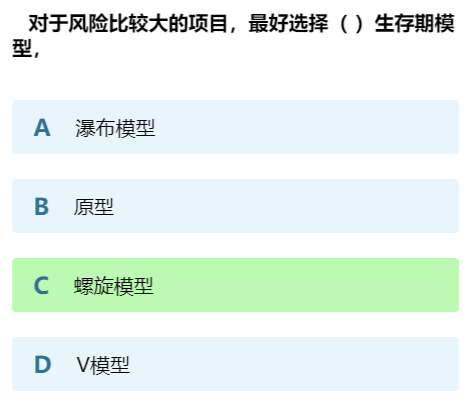 对于风险比较大的项目，最好选择（ ）生存期模
型，
A 瀑布模型
B 原型
C 螺旋模型
D V模型